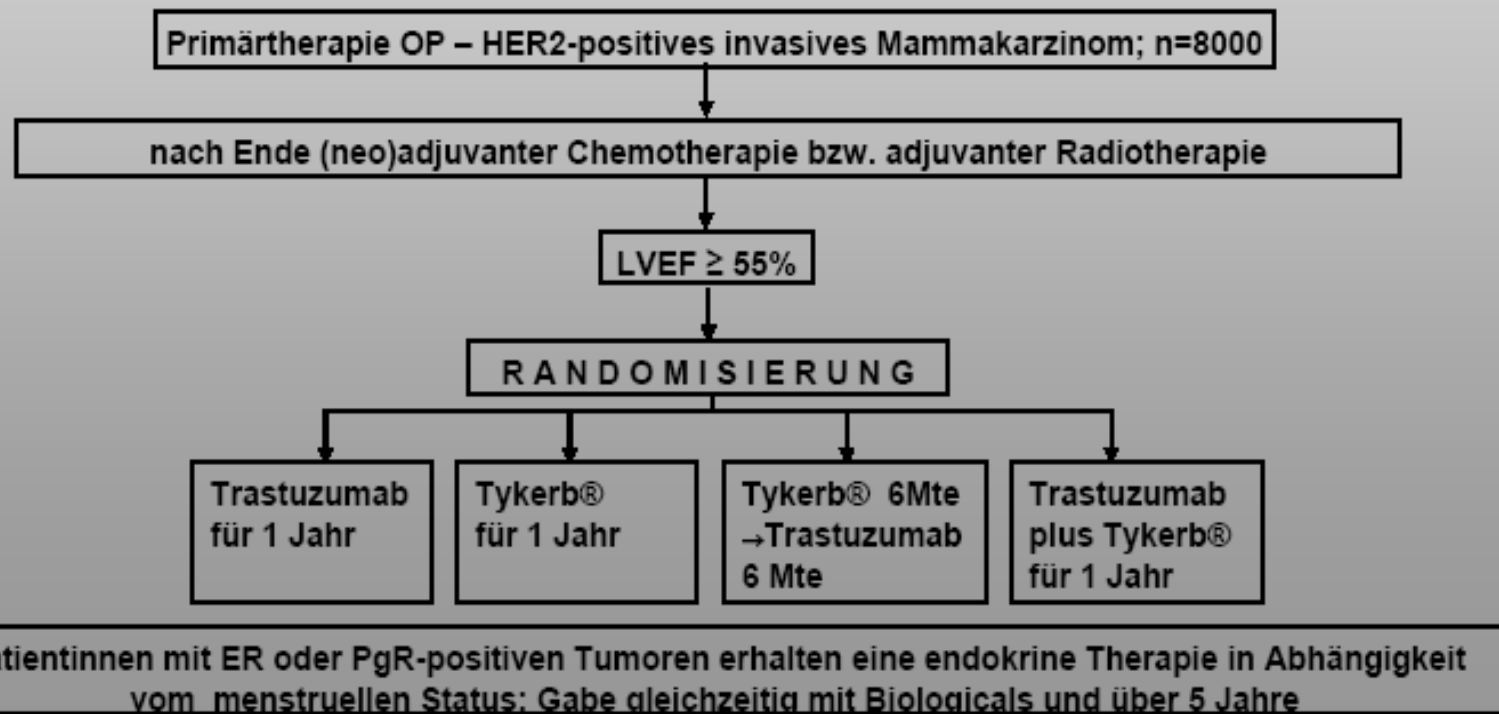 Primärtherapie OP – HER2-positives invasives Mammakarzinom; n=8000
nach Ende (neo)adjuvanter Chemotherapie bzw. adjuvanter Radiotherapie
LVEF ≥ 55%
R A N D O M I S I E R U N G
Trastuzumab
für 1 Jahr
Tykerb®
für 1 Jahr
Tykerb® 6Mte
→Trastuzumab
6 Mte
Trastuzumab
plus Tykerb®
für 1 Jahr
atientinnen mit ER oder PgR-positiven Tumoren erhalten eine endokrine Therapie in Abhängigkeit
vom menstruellen Status; Gabe gleichzeitig mit Biologicals und über 5 Jahre